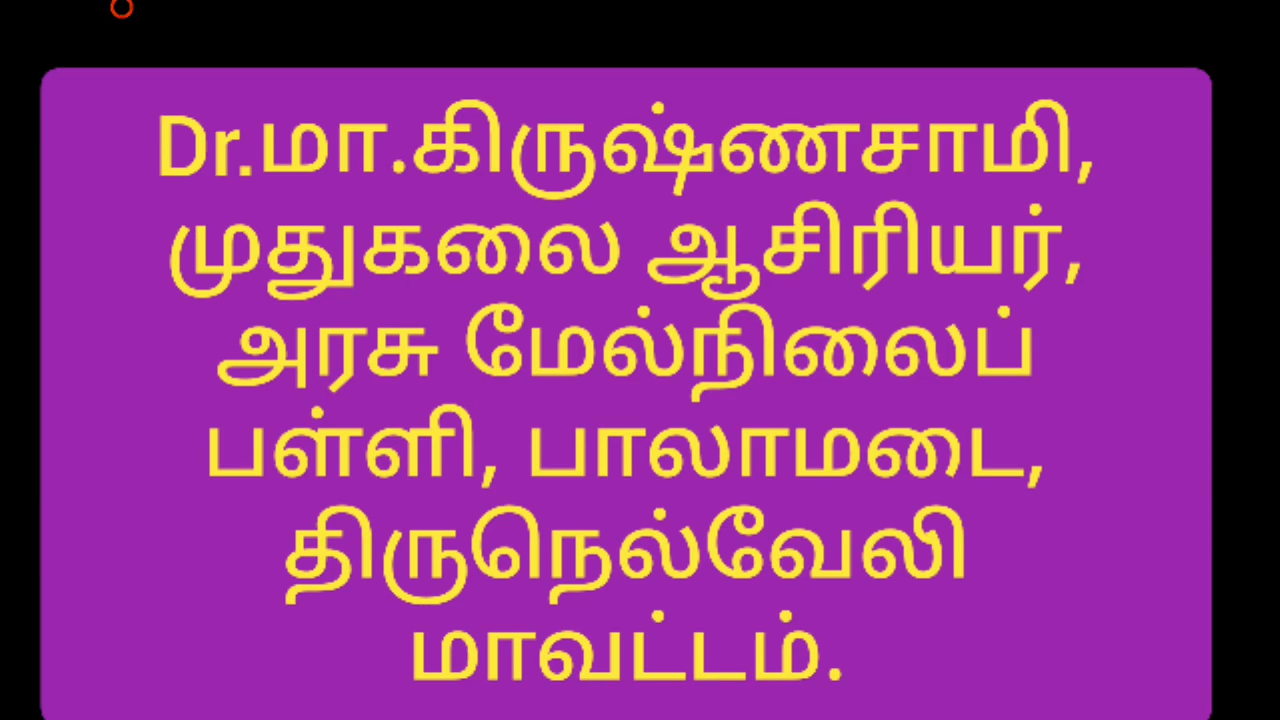 Dr.மா.கிருஷ்ணசாமி,
முதுகலை ஆசிரியர்,
அரசு மேல்நிலைப்
பள்ளி, பாலாமடை,
திருநெல்வேலி
மாவட்டம்.